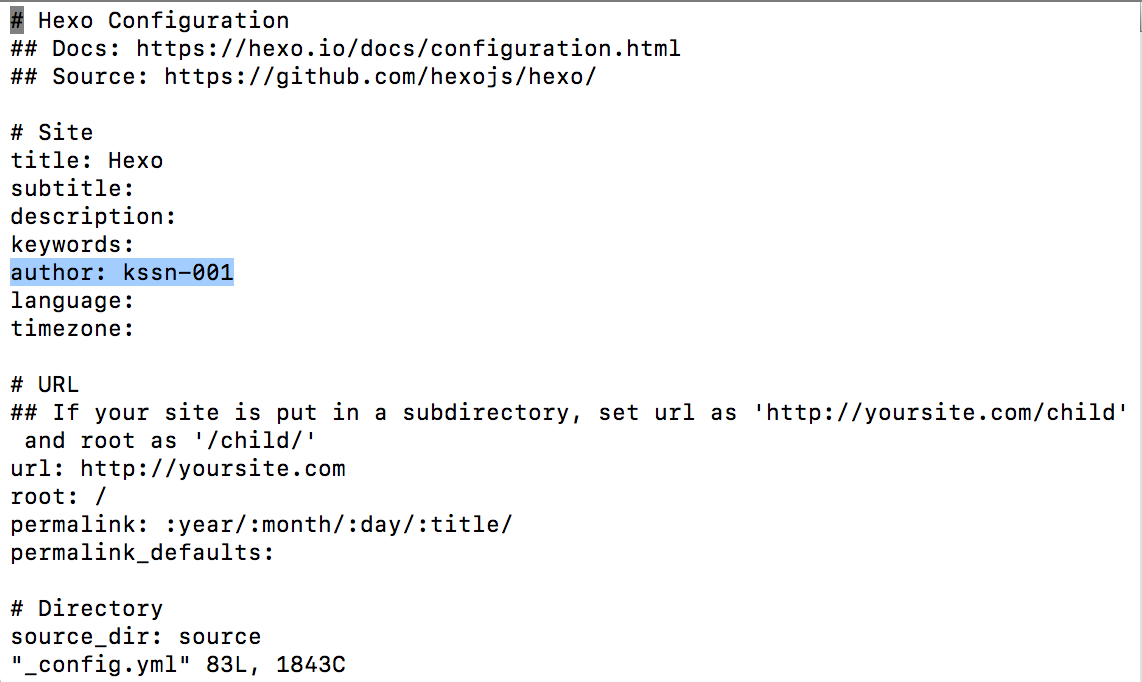 # Hexo Configuration
## Docs: https://hexo.io/docs/configuration.html
## Source: https://github.com/hexojs/hexo/

# Site
title: Hexo
subtitle:
description:
keywords:
author: kssn-001
language:
timezone:

# URL
## If your site is put in a subdirectory, set url as 'http://yoursite.com/child'
 and root as '/child/'
url: http://yoursite.com
root: /
permalink: :year/:month/:day/:title/
permalink_defaults:

# Directory
source_dir: source
"_config.yml" 83L, 1843C